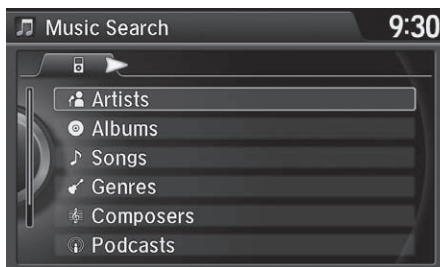 Music Search
9:30
Artists
Albums
Songs
Genres
Composers
Podcasts